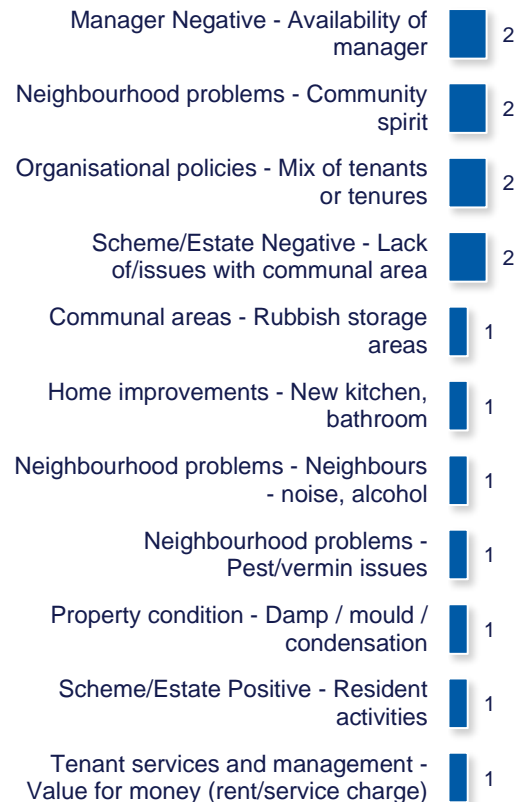 Manager Negative - Availability of
manager
2
Neighbourhood problems - Community
spirit
2
Organisational policies - Mix of tenants
or tenures
2
Scheme/Estate Negative - Lack
of/issues with communal area
2
Communal areas - Rubbish storage
areas
1
Home improvements - New kitchen,
bathroom
1
Neighbourhood problems - Neighbours
- noise, alcohol
1
Neighbourhood problems -
Pest/vermin issues
1
Property condition - Damp / mould /
condensation
1
Scheme/Estate Positive - Resident
activities
1
Tenant services and management -
Value for money (rent/service charge)
1